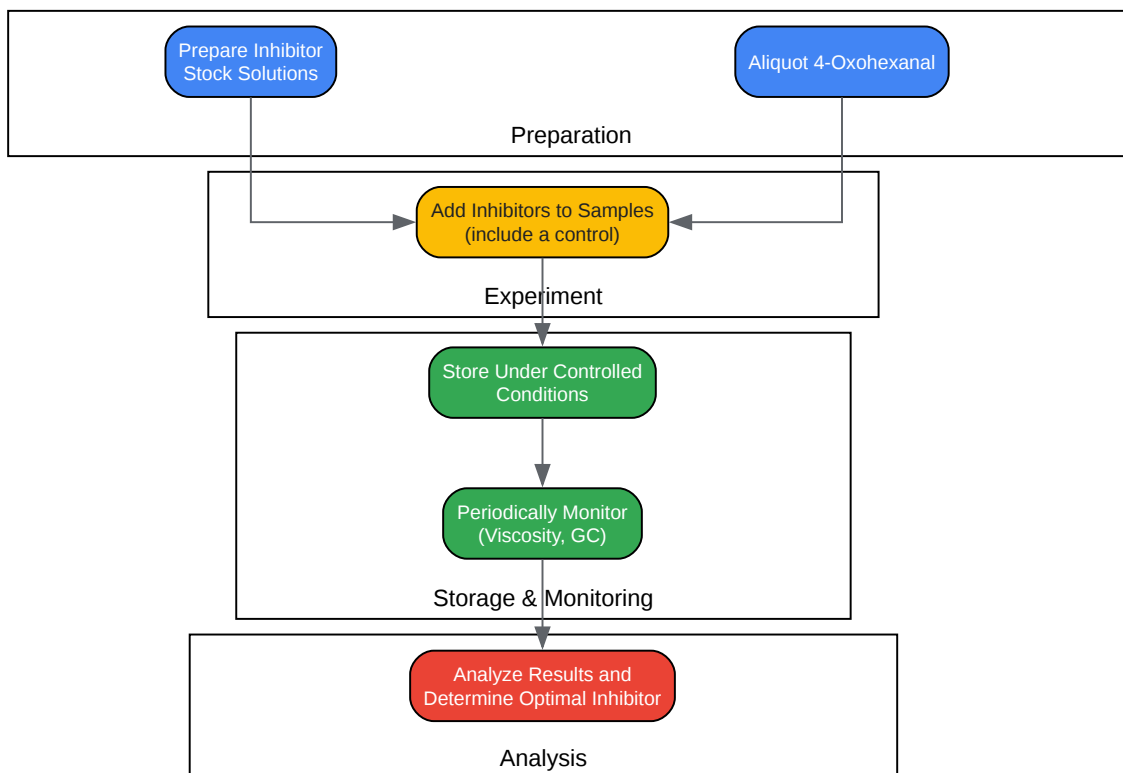 Prepare Inhibitor
Stock Solutions
Aliquot 4-Oxohexanal
Preparation
Add Inhibitors to Samples
(include a control)
Experiment
Store Under Controlled
Conditions
Periodically Monitor
(Viscosity, GC)
Storage & Monitoring
Analyze Results and
Determine Optimal Inhibitor
Analysis